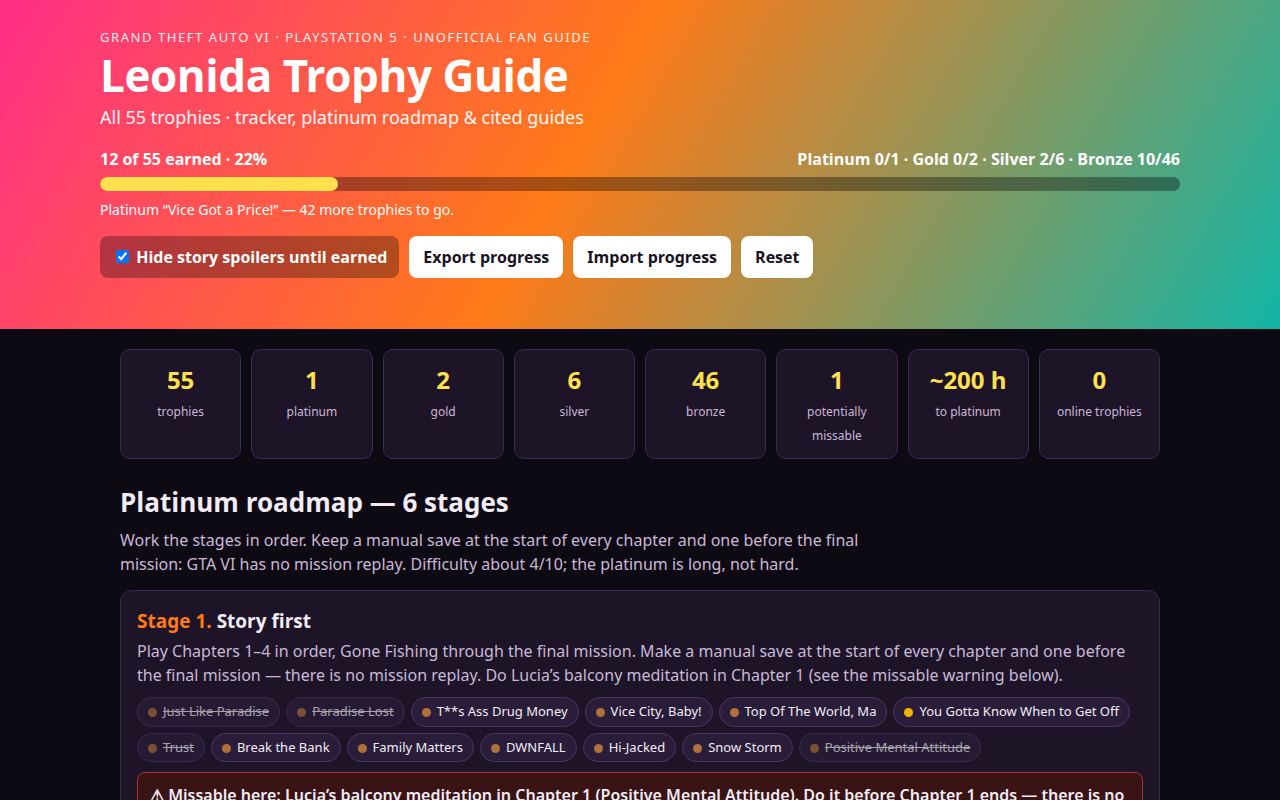 GRAND THEFT AUTO VI · PLAYSTATION 5 · UNOFFICIAL FAN GUIDE
Leonida Trophy Guide
All 55 trophies · tracker, platinum roadmap & cited guides
12 of 55 earned · 22%
Platinum 0/1 · Gold 0/2 · Silver 2/6 · Bronze 10/46
Platinum “Vice Got a Price!” — 42 more trophies to go.
Hide story spoilers until earned
Export progress
Import progress
Reset
55
trophies
1
platinum
2
gold
6
silver
46
bronze
1
potentially
missable
~200 h
to platinum
0
online trophies
Platinum roadmap — 6 stages
Work the stages in order. Keep a manual save at the start of every chapter and one before the final
mission: GTA VI has no mission replay. Difficulty about 4/10; the platinum is long, not hard.
Stage 1. Story first
Play Chapters 1–4 in order, Gone Fishing through the final mission. Make a manual save at the start of every chapter and one before
the final mission — there is no mission replay. Do Lucia’s balcony meditation in Chapter 1 (see the missable warning below).
Just Like Paradise
Paradise Lost
T**s Ass Drug Money
Vice City, Baby!
Top Of The World, Ma
You Gotta Know When to Get Off
Trust
Break the Bank
Family Matters
DWNFALL
Hi-Jacked
Snow Storm
Positive Mental Attitude
⚠ Missable here: Lucia’s balcony meditation in Chapter 1 (Positive Mental Attitude). Do it before Chapter 1 ends — there is no